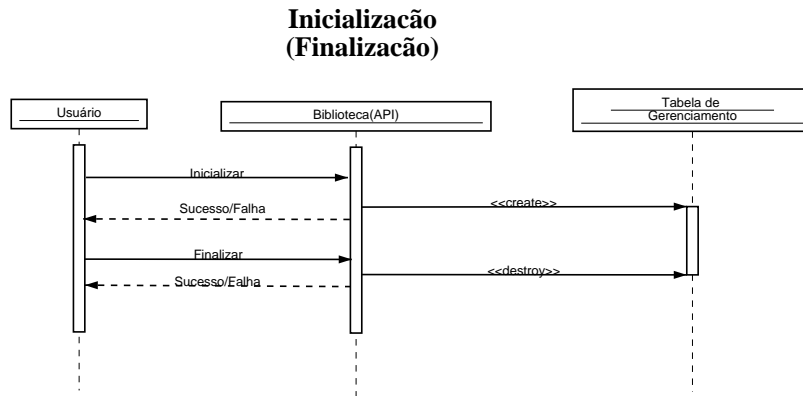 Inicializacão
(Finalizacão)
Usuário
Biblioteca(API)
Tabela de
Gerenciamento
Inicializar
<<create>>
Sucesso/Falha
Finalizar
<<destroy>>
Sucesso/Falha